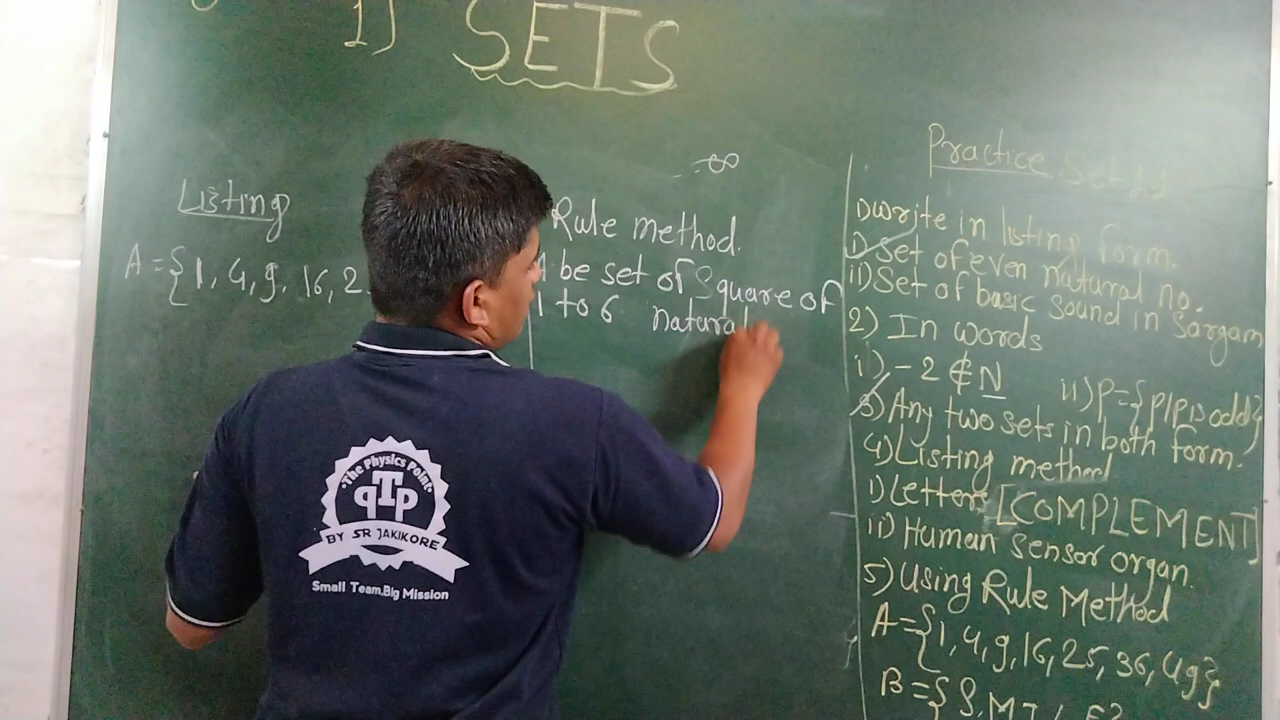 1) SETS
Listing
A = {1, 4, 9, 16, 2
-∞
Rule method.
A be set of Square of
1 to 6 natural
Practice Set
1) Write in listing form.
i) Set of even natural no.
ii) Set of basic sound in Sargam
2) In words
i) -2 ∉ N ii) P = {P/P is odd}
3) Any two sets in both form.
4) Listing method
i) Letters [COMPLEMENT]
ii) Human Sensor organ.
5) Using Rule Method
A = {1, 4, 9, 16, 25, 36, 49}
B = {
The Physics Point
PTP
BY SR JAKIKORE
Small Team, Big Mission